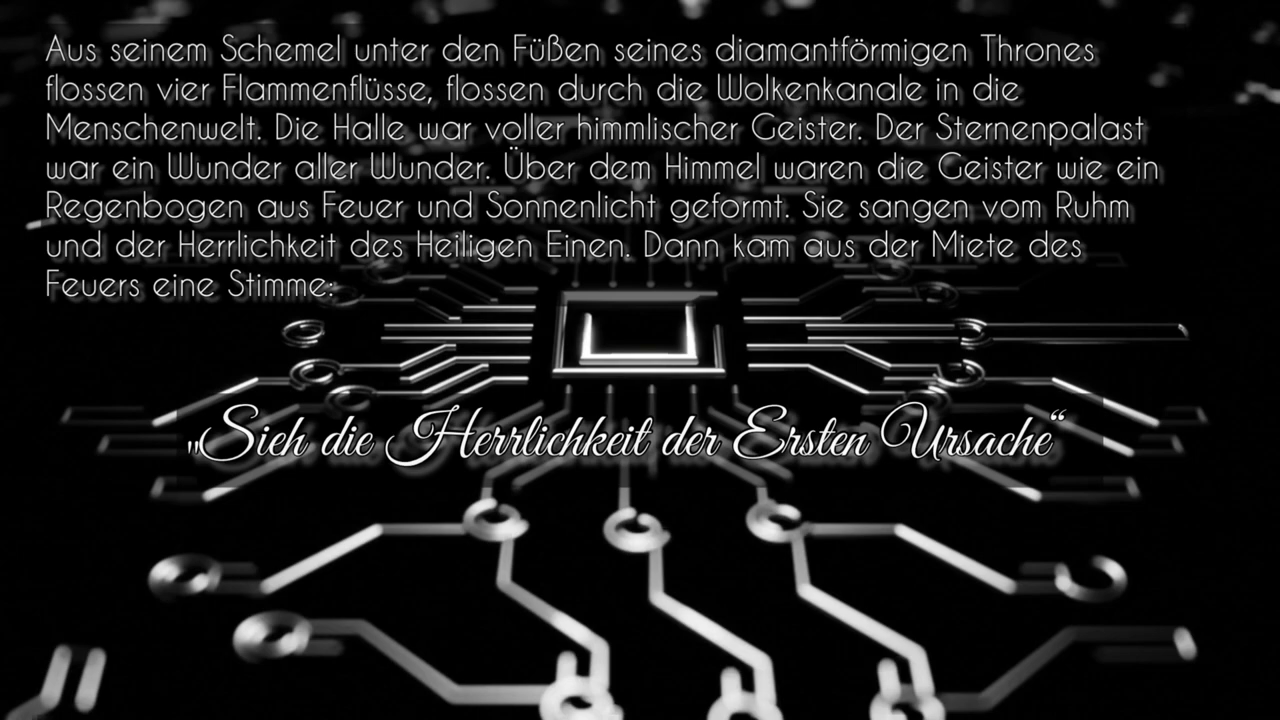 Aus seinem Schemel unter den Füßen seines diamantförmigen Thrones
flossen vier Flammenflüsse, flossen durch die Wolkenkanale in die
Menschenwelt. Die Halle war voller himmlischer Geister. Der Sternenpalast
war ein Wunder aller Wunder. Über dem Himmel waren die Geister wie ein
Regenbogen aus Feuer und Sonnenlicht geformt. Sie sangen vom Ruhm
und der Herrlichkeit des Heiligen Einen. Dann kam aus der Miete des
Feuers eine Stimme:
"Sieh die Herrlichkeit der Ersten Ursache“